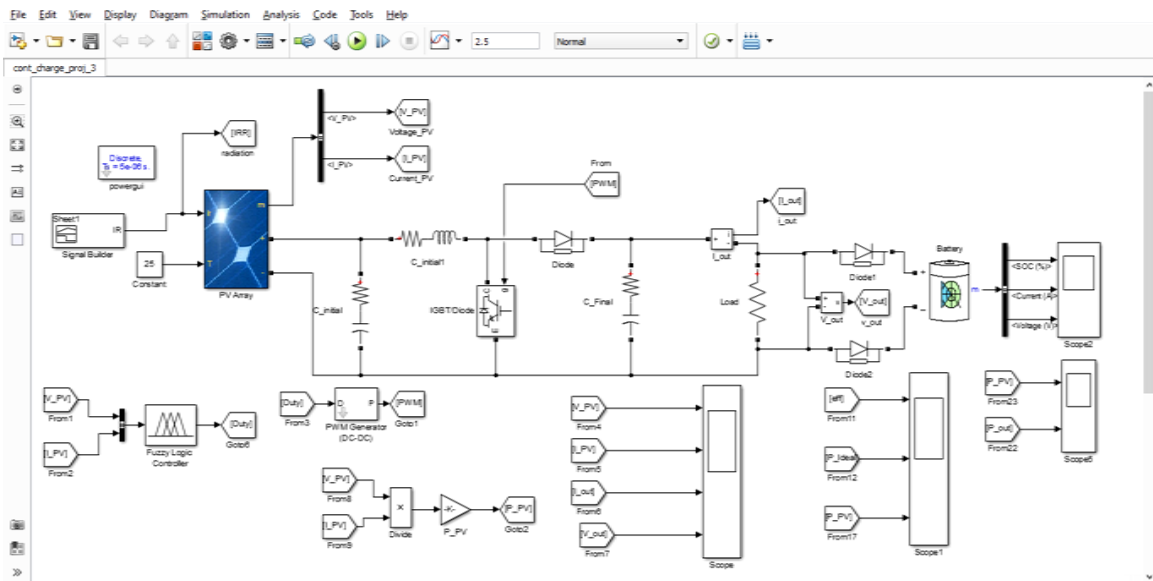 File Edit View Display Diagram Simulation Analysis Code Tools Help
2.5
Normal
cont_charge_proj_3
Discrete,
Ts = 5e-06 s.
powergui
[IRR]
radiation
<V_PV>
[V_PV]
Voltage_PV
<I_PV>
[I_PV]
Current_PV
Sheet1
IR
Signal Builder
25
Constant
m
+
T
-
PV Array
C_initial
C_initial1
From
[PWM]
IGBT/Diode
g
C
E
Diode
C_Final
[I_out]
i_out
+
i
-
I_out
Load
Diode1
+
v
-
V_out
[V_out]
v_out
Diode2
Battery
+
m
-
<SOC (%)>
<Current (A)>
<Voltage (V)>
Scope2
[V_PV]
From1
[I_PV]
From2
Fuzzy Logic
Controller
[Duty]
Goto6
[Duty]
From3
D
P
PWM Generator
(DC-DC)
[PWM]
Goto1
[V_PV]
From8
[I_PV]
From9
×
Divide
-K-
P_PV
[P_PV]
Goto2
[V_PV]
From4
[I_PV]
From5
[I_out]
From6
[V_out]
From7
Scope
[eff]
From11
[P_Ideal]
From12
[P_PV]
From17
Scope1
[P_PV]
From23
[P_out]
From22
Scope5